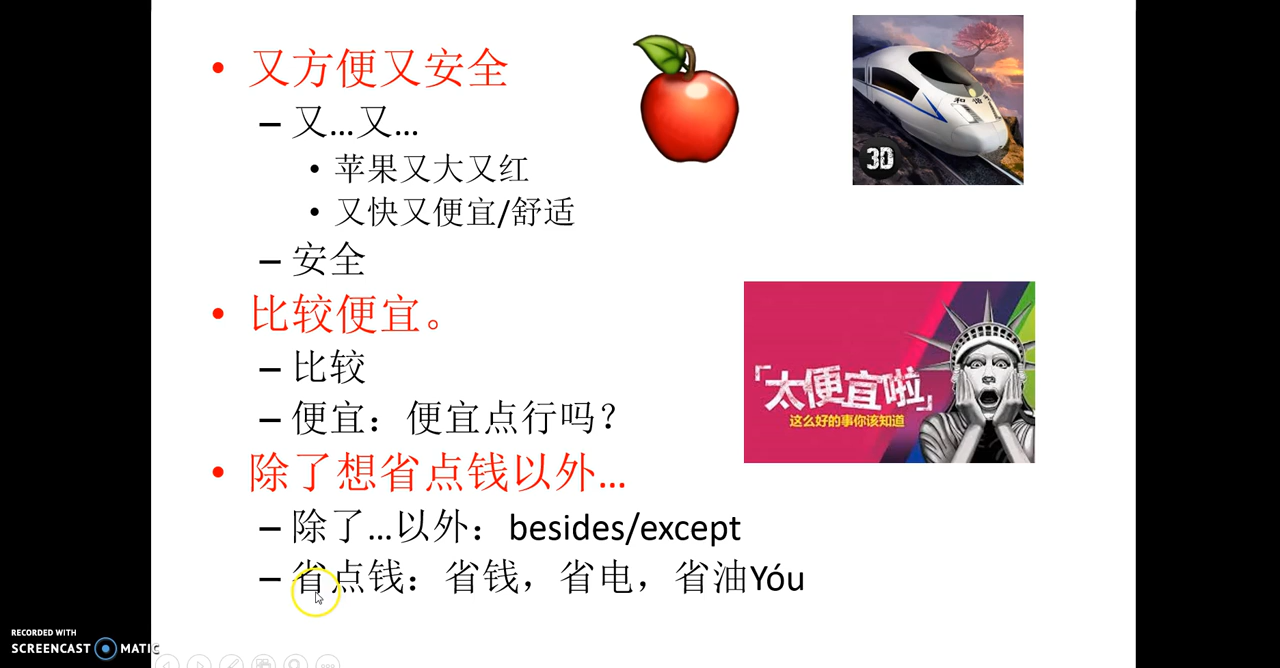 • 又方便又安全
– 又…又…
• 苹果又大又红
• 又快又便宜/舒适
– 安全
• 比较便宜。
– 比较
– 便宜：便宜点行吗？
• 除了想省点钱以外…
– 除了…以外：besides/except
– 省点钱：省钱，省电，省油Yóu
和谐
3D
「太便宜啦」
这么好的事你该知道
RECORDED WITH
SCREENCAST MATIC